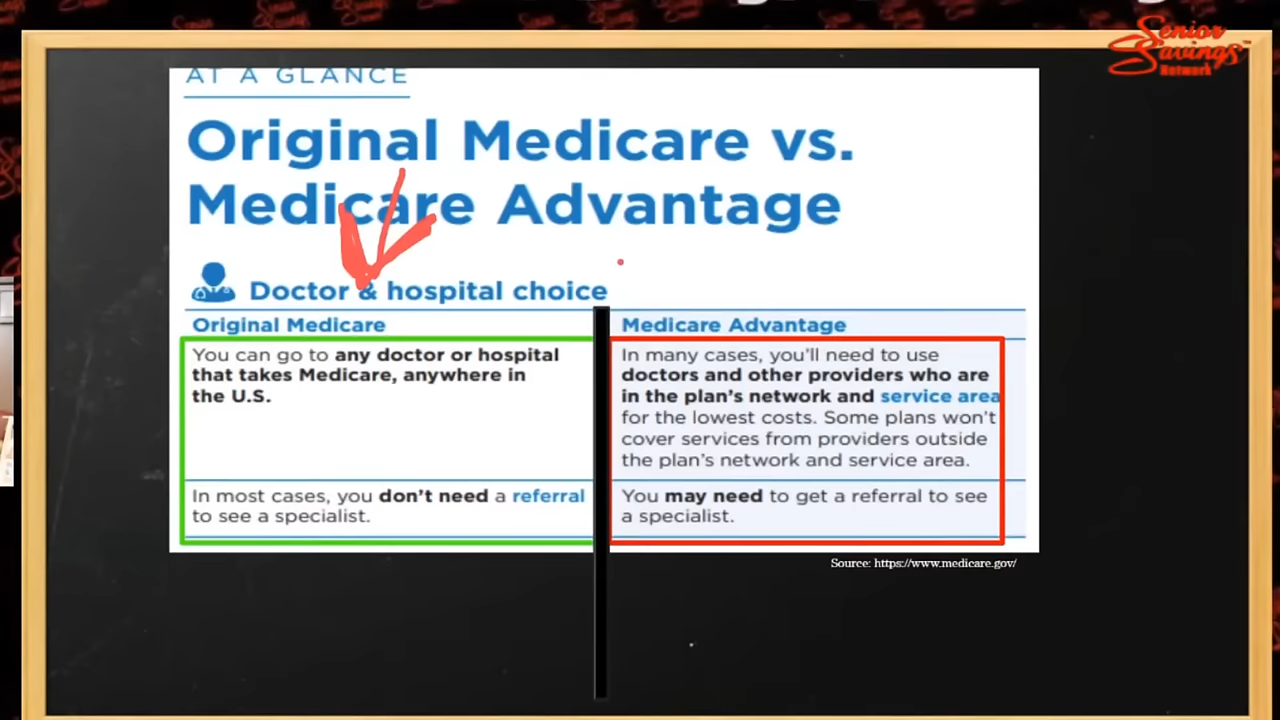 Senior
Savings
Network
AT A GLANCE
Original Medicare vs.
Medicare Advantage
Doctor & hospital choice
Original Medicare
You can go to any doctor or hospital
that takes Medicare, anywhere in
the U.S.
In most cases, you don't need a referral
to see a specialist.
Medicare Advantage
In many cases, you'll need to use
doctors and other providers who are
in the plan's network and service area
for the lowest costs. Some plans won't
cover services from providers outside
the plan's network and service area.
You may need to get a referral to see
a specialist.
Source: https://www.medicare.gov/